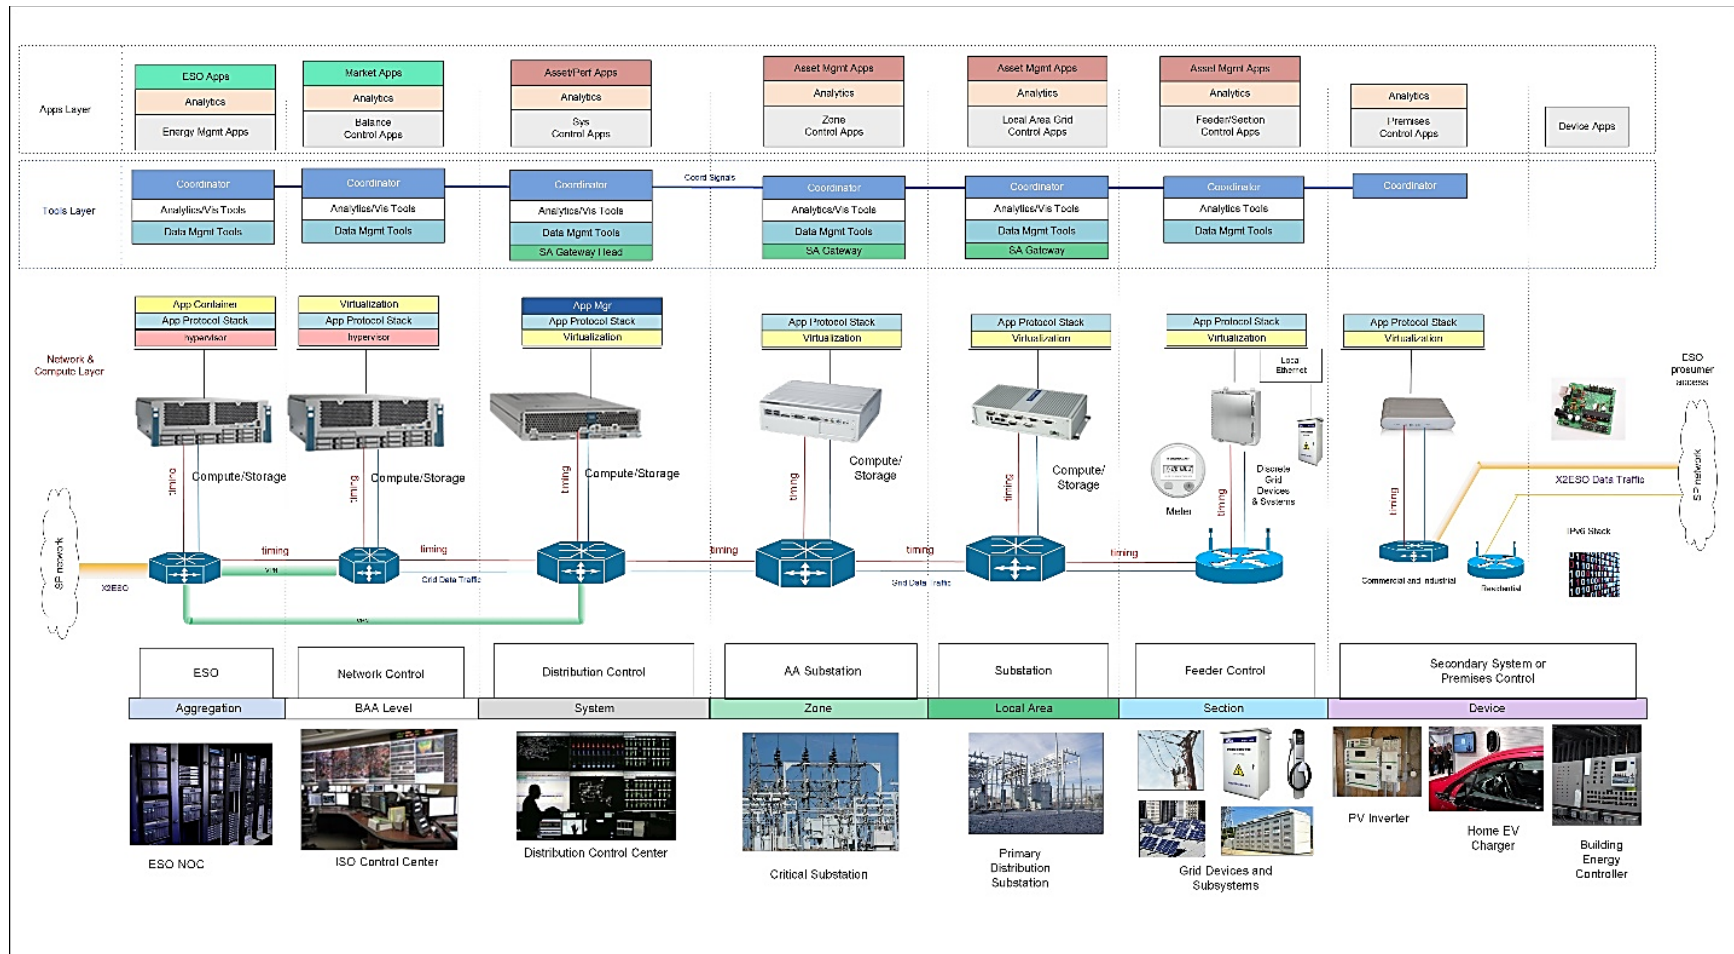 ESO Apps
Analytics
Energy Mgmt Apps
Market Apps
Analytics
Balance
Control Apps
Asset/Perf Apps
Analytics
Sys
Control Apps
Asset Mgmt Apps
Analytics
Zone
Control Apps
Asset Mgmt Apps
Analytics
Local Area Grid
Control Apps
Asset Mgmt Apps
Analytics
Feeder/Section
Control Apps
Analytics
Premises
Control Apps
Device Apps
Apps Layer
Tools Layer
Coordinator
Analytics/Vis Tools
Data Mgmt Tools
Coordinator
Analytics/Vis Tools
Data Mgmt Tools
Coordinator
Analytics/Vis Tools
Data Mgmt Tools
SA Gateway Head
Coord Signals
Coordinator
Analytics/Vis Tools
Data Mgmt Tools
SA Gateway
Coordinator
Analytics/Vis Tools
Data Mgmt Tools
SA Gateway
Coordinator
Analytics Tools
Data Mgmt Tools
Coordinator
Network &
Compute Layer
App Container
App Protocol Stack
hypervisor
Virtualization
App Protocol Stack
hypervisor
App Mgr
App Protocol Stack
Virtualization
App Protocol Stack
Virtualization
App Protocol Stack
Virtualization
App Protocol Stack
Virtualization
App Protocol Stack
Virtualization
Local
Ethernet
ESO
prosumer
access
timing
Compute/Storage
timing
Compute/Storage
timing
Compute/Storage
timing
Compute/
Storage
timing
Compute/
Storage
Meter
timing
Discrete
Grid
Devices
& Systems
timing
X2ESO Data Traffic
SP network
IPv6 Stack
SP network
X2ESO
timing
VPN
timing
Grid Data Traffic
timing
timing
Grid Data Traffic
timing
Commercial and Industrial
Residential
VPN
ESO
Network Control
Distribution Control
AA Substation
Substation
Feeder Control
Secondary System or
Premises Control
Aggregation
BAA Level
System
Zone
Local Area
Section
Device
ESO NOC
ISO Control Center
Distribution Control Center
Critical Substation
Primary
Distribution
Substation
Grid Devices and
Subsystems
PV Inverter
Home EV
Charger
Building
Energy
Controller